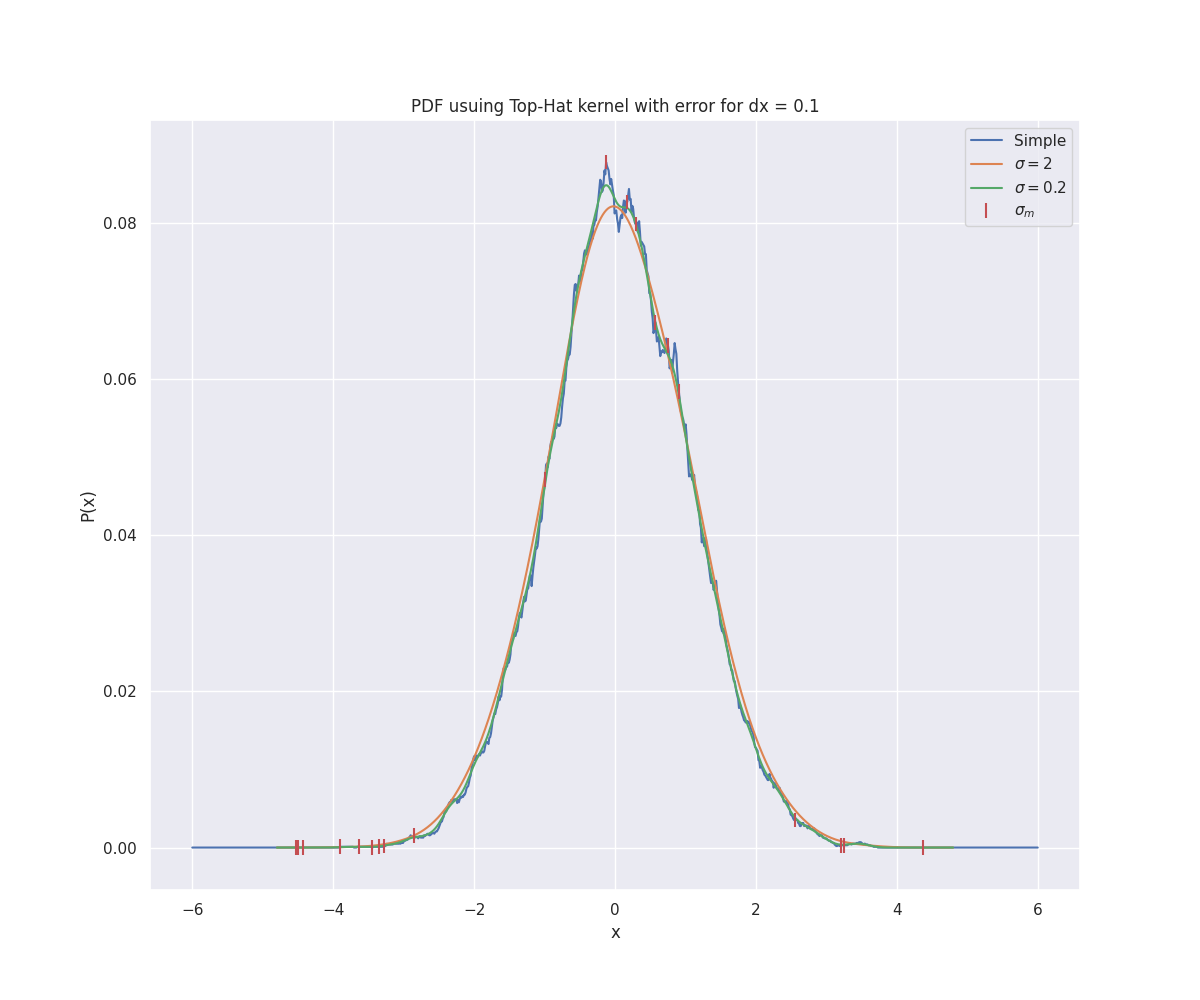 PDF usuing Top-Hat kernel with error for dx = 0.1
Simple
σ = 2
σ = 0.2
σₘ
P(x)
0.08
0.06
0.04
0.02
0.00
−6
−4
−2
0
2
4
6
x